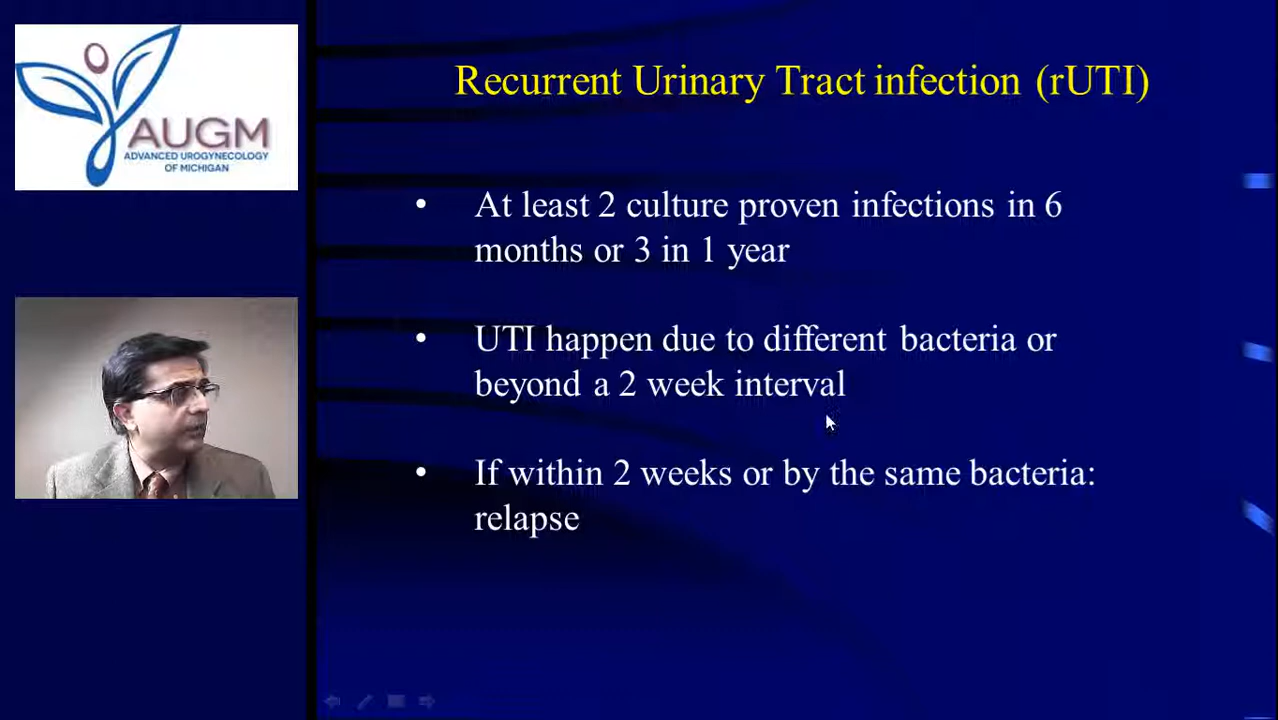 AUGM
ADVANCED UROGYNECOLOGY
OF MICHIGAN
Recurrent Urinary Tract infection (rUTI)
• At least 2 culture proven infections in 6
months or 3 in 1 year
• UTI happen due to different bacteria or
beyond a 2 week interval
• If within 2 weeks or by the same bacteria:
relapse